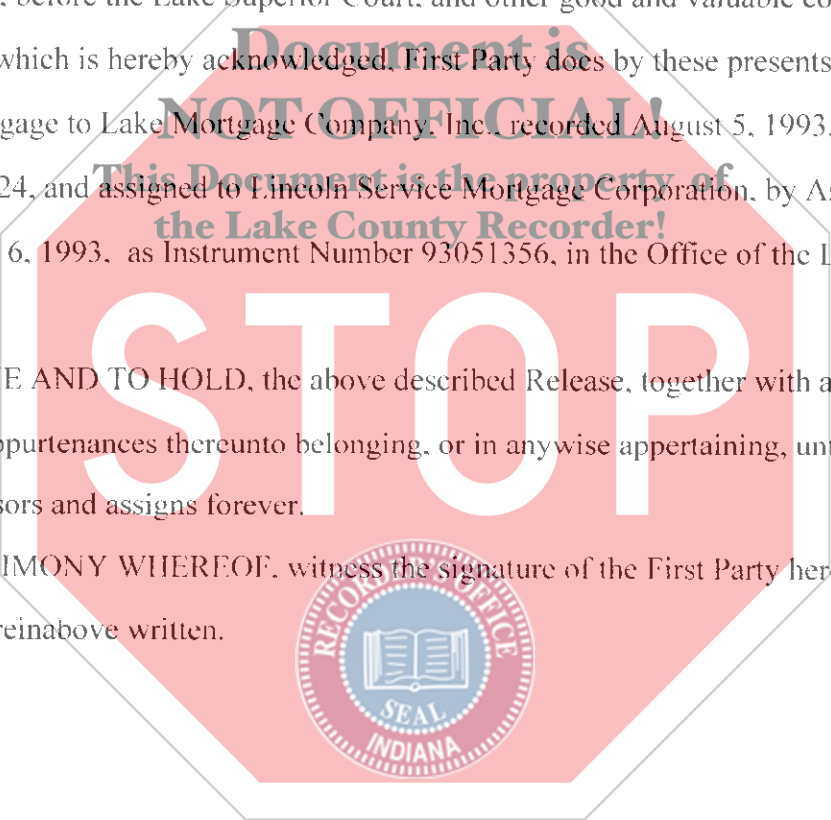 , before the Lake Superior Court, and other good and valuable co
which is hereby acknowledged, First Party does by these presents
Document is
gage to Lake Mortgage Company, Inc., recorded August 5, 1993,
NOT OFFICIAL!
24, and assigned to Lincoln Service Mortgage Corporation, by As
This Document is the property of
the Lake County Recorder!
6, 1993, as Instrument Number 93051356, in the Office of the L
STOP
E AND TO HOLD, the above described Release, together with a
ppurtenances thereunto belonging, or in anywise appertaining, unt
sors and assigns forever.
IMONY WHEREOF, witness the signature of the First Party her
reinabove written.
RECORDER'S OFFICE
SEAL
INDIANA